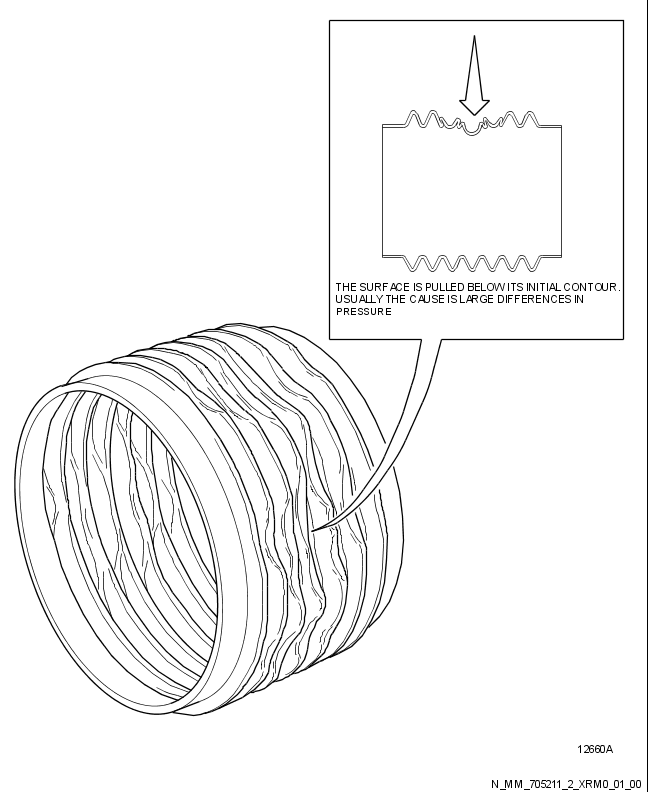 THE SURFACE IS PULLED BELOW ITS INITIAL CONTOUR.
USUALLY THE CAUSE IS LARGE DIFFERENCES IN
PRESSURE
12660A
N_MM_705211_2_XRM0_01_00